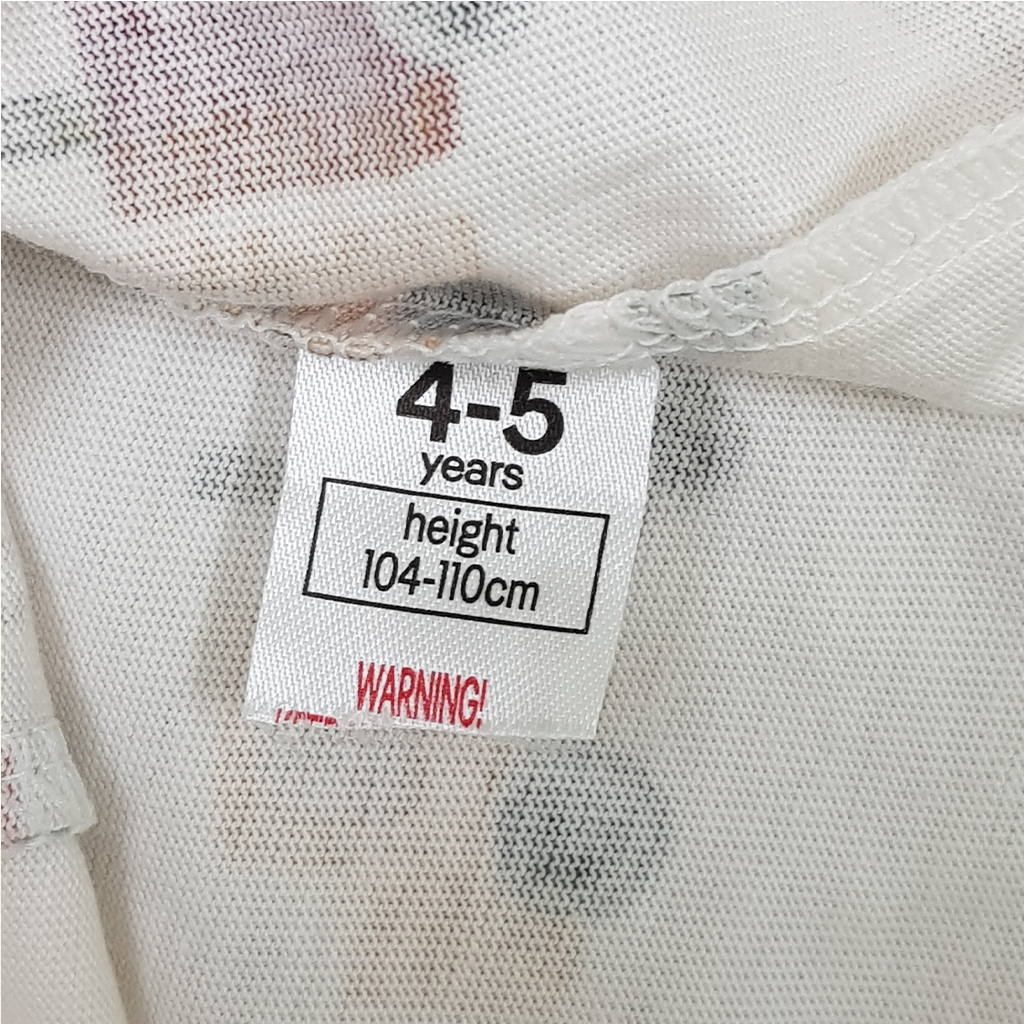 4-5
years
height
104-110cm
WARNING!